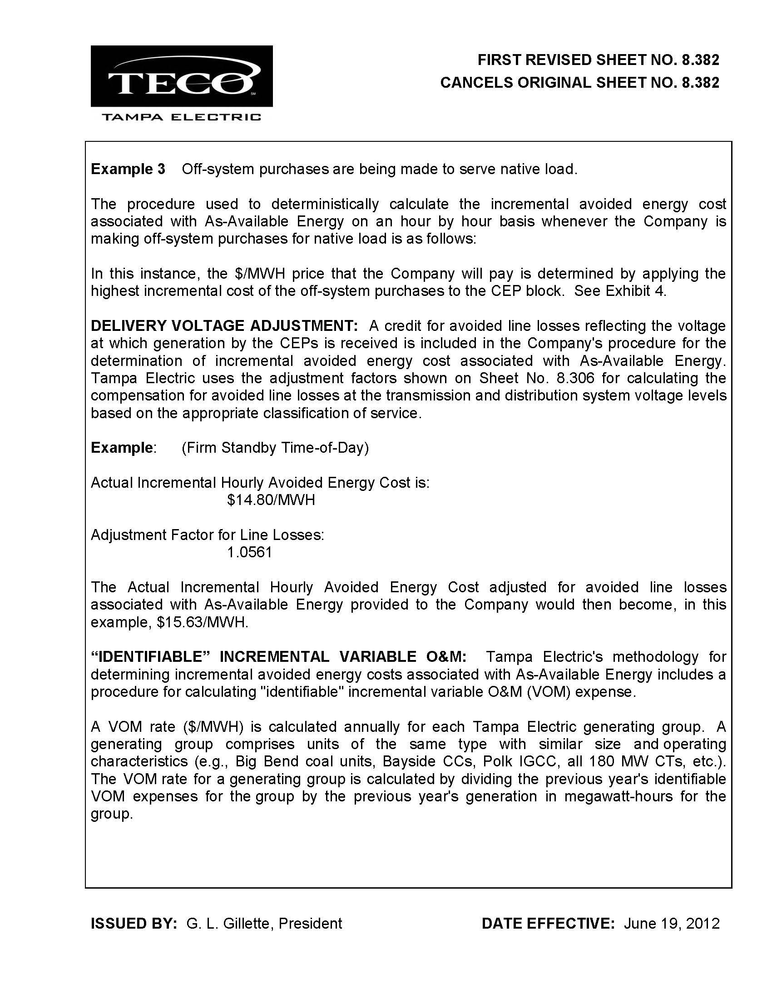 TECO
SM
TAMPA ELECTRIC
FIRST REVISED SHEET NO. 8.382
CANCELS ORIGINAL SHEET NO. 8.382
Example 3 Off-system purchases are being made to serve native load.
The procedure used to deterministically calculate the incremental avoided energy cost
associated with As-Available Energy on an hour by hour basis whenever the Company is
making off-system purchases for native load is as follows:
In this instance, the $/MWH price that the Company will pay is determined by applying the
highest incremental cost of the off-system purchases to the CEP block. See Exhibit 4.
DELIVERY VOLTAGE ADJUSTMENT: A credit for avoided line losses reflecting the voltage
at which generation by the CEPs is received is included in the Company's procedure for the
determination of incremental avoided energy cost associated with As-Available Energy.
Tampa Electric uses the adjustment factors shown on Sheet No. 8.306 for calculating the
compensation for avoided line losses at the transmission and distribution system voltage levels
based on the appropriate classification of service.
Example: (Firm Standby Time-of-Day)
Actual Incremental Hourly Avoided Energy Cost is:
$14.80/MWH
Adjustment Factor for Line Losses:
1.0561
The Actual Incremental Hourly Avoided Energy Cost adjusted for avoided line losses
associated with As-Available Energy provided to the Company would then become, in this
example, $15.63/MWH.
“IDENTIFIABLE” INCREMENTAL VARIABLE O&M: Tampa Electric's methodology for
determining incremental avoided energy costs associated with As-Available Energy includes a
procedure for calculating "identifiable" incremental variable O&M (VOM) expense.
A VOM rate ($/MWH) is calculated annually for each Tampa Electric generating group. A
generating group comprises units of the same type with similar size and operating
characteristics (e.g., Big Bend coal units, Bayside CCs, Polk IGCC, all 180 MW CTs, etc.).
The VOM rate for a generating group is calculated by dividing the previous year's identifiable
VOM expenses for the group by the previous year's generation in megawatt-hours for the
group.
ISSUED BY: G. L. Gillette, President
DATE EFFECTIVE: June 19, 2012